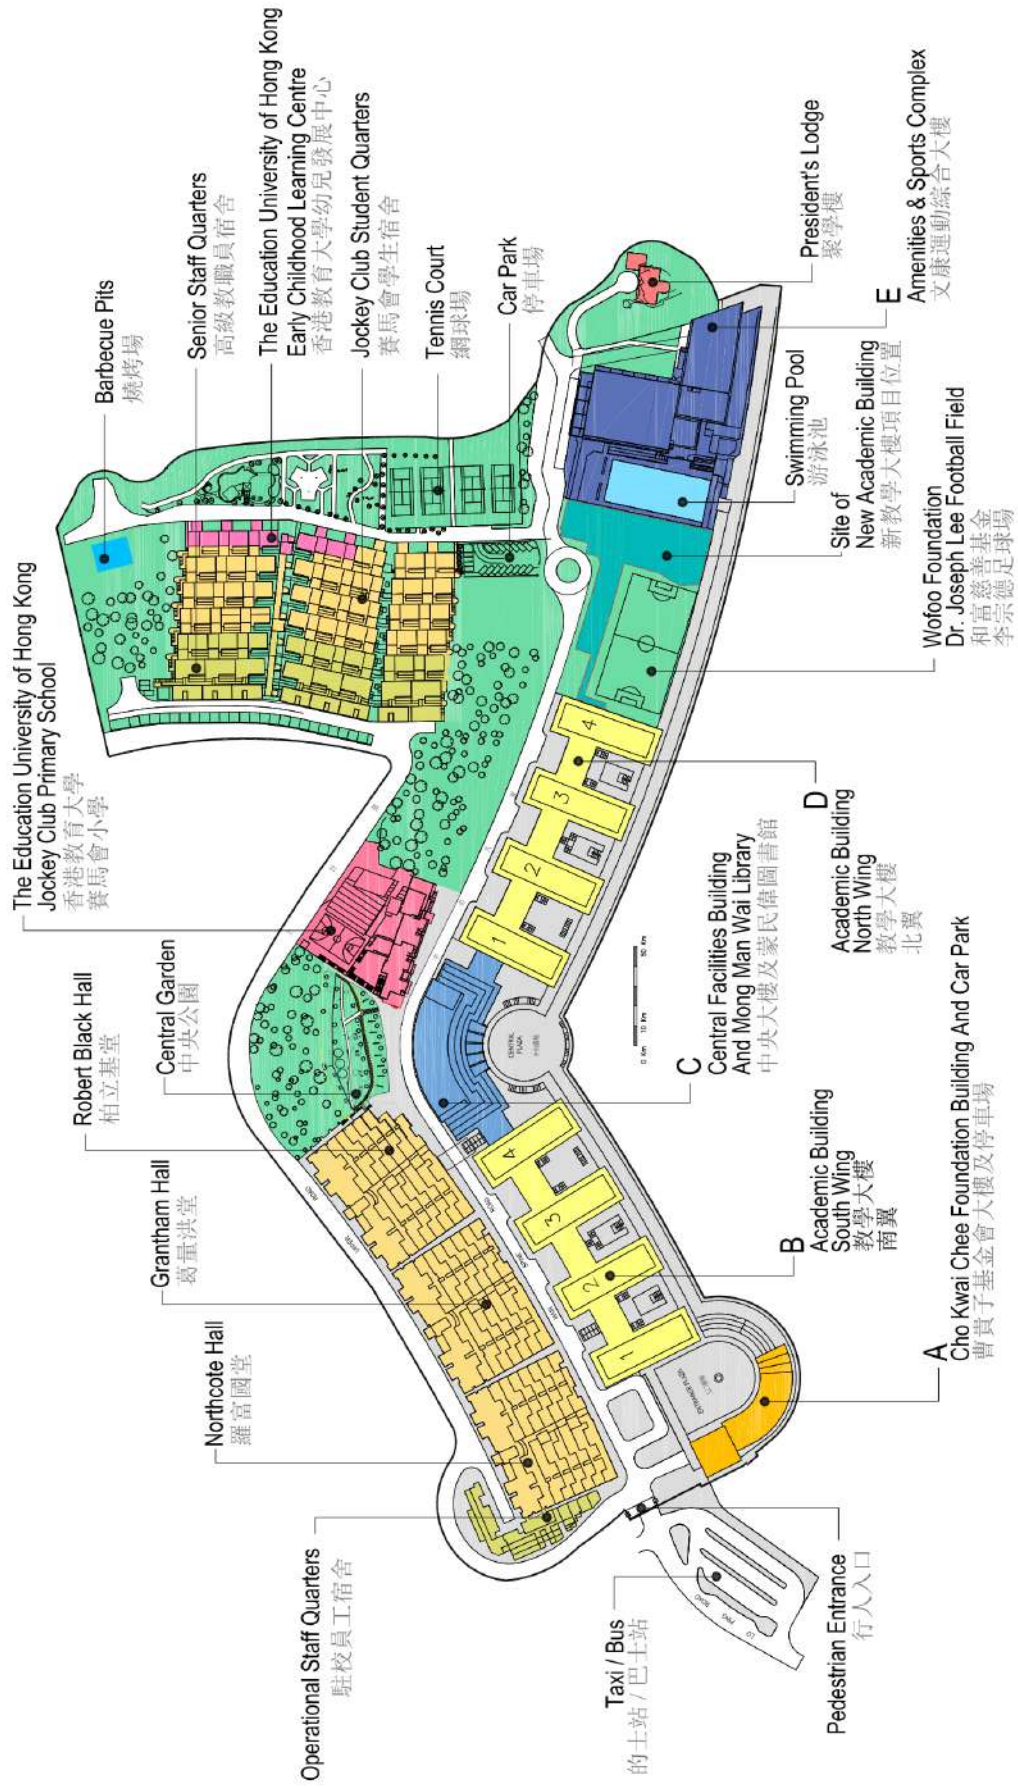 Operational Staff Quarters
駐校員工宿舍
Northcote Hall
羅富國堂
Grantham Hall
葛量洪堂
Robert Black Hall
柏立基堂
Central Garden
中央公園
The Education University of Hong Kong
Jockey Club Primary School
香港教育大學
賽馬會小學
Barbecue Pits
燒烤場
Senior Staff Quarters
高級教職員宿舍
The Education University of Hong Kong
Early Childhood Learning Centre
香港教育大學幼兒發展中心
Jockey Club Student Quarters
賽馬會學生宿舍
Tennis Court
網球場
Car Park
停車場
President's Lodge
聚學樓
E
Amenities & Sports Complex
文康運動綜合大樓
Swimming Pool
游泳池
Site of
New Academic Building
新教學大樓項目位置
Wofoo Foundation
Dr. Joseph Lee Football Field
和富慈善基金
李宗德足球場
D
Academic Building
North Wing
教學大樓
北翼
C
Central Facilities Building
And Mong Man Wai Library
中央大樓及蒙民偉圖書館
B
Academic Building
South Wing
教學大樓
南翼
A
Cho Kwai Chee Foundation Building And Car Park
曹貴子基金會大樓及停車場
Pedestrian Entrance
行人入口
Taxi / Bus
的士站 / 巴士站
LO PING ROAD
ENTRANCE PLAZA
CENTRAL
PLAZA
1
2
3
4
1
2
3
4
0 Km 10 Km 50 Km